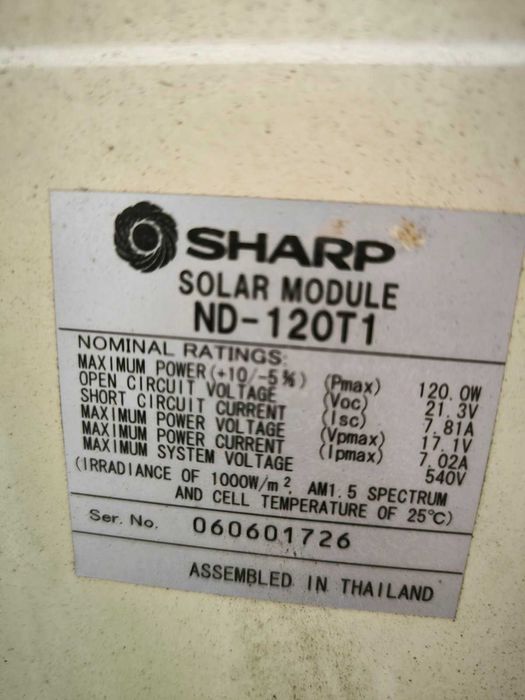 SHARP
SOLAR MODULE
ND-120T1
NOMINAL RATINGS:
MAXIMUM POWER (+10/-5%) (Pmax) 120.0W
OPEN CIRCUIT VOLTAGE (Voc) 21.3V
SHORT CIRCUIT CURRENT (Isc) 7.81A
MAXIMUM POWER VOLTAGE (Vpmax) 17.1V
MAXIMUM POWER CURRENT (Ipmax) 7.02A
MAXIMUM SYSTEM VOLTAGE 540V
(IRRADIANCE OF 1000W/m², AM1.5 SPECTRUM
AND CELL TEMPERATURE OF 25℃)
Ser. No. 060601726
ASSEMBLED IN THAILAND